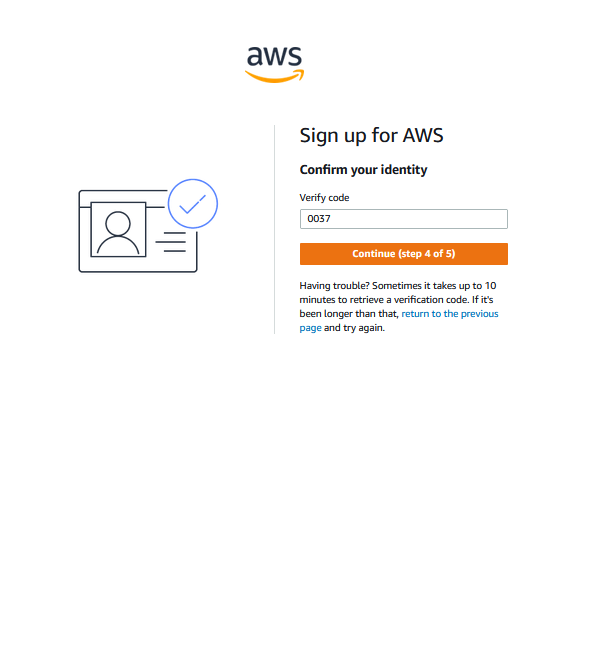 aws
Sign up for AWS
Confirm your identity
Verify code
0037
Continue (step 4 of 5)
Having trouble? Sometimes it takes up to 10
minutes to retrieve a verification code. If it's
been longer than that, return to the previous
page and try again.